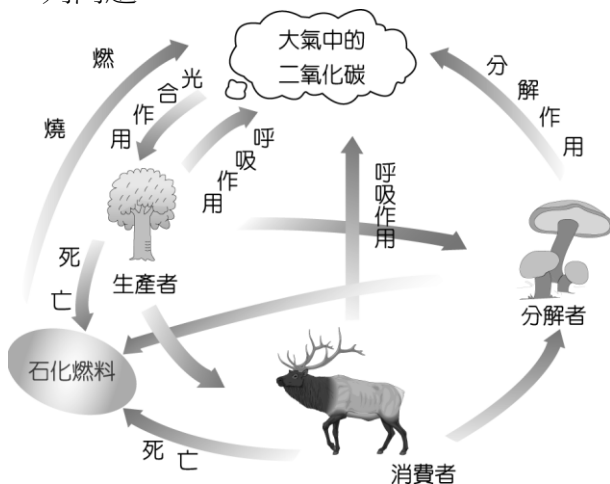 大氣中的
二氧化碳
燃燒
光合作用
呼吸作用
呼吸作用
分解作用
死亡
生產者
分解者
石化燃料
死亡
消費者